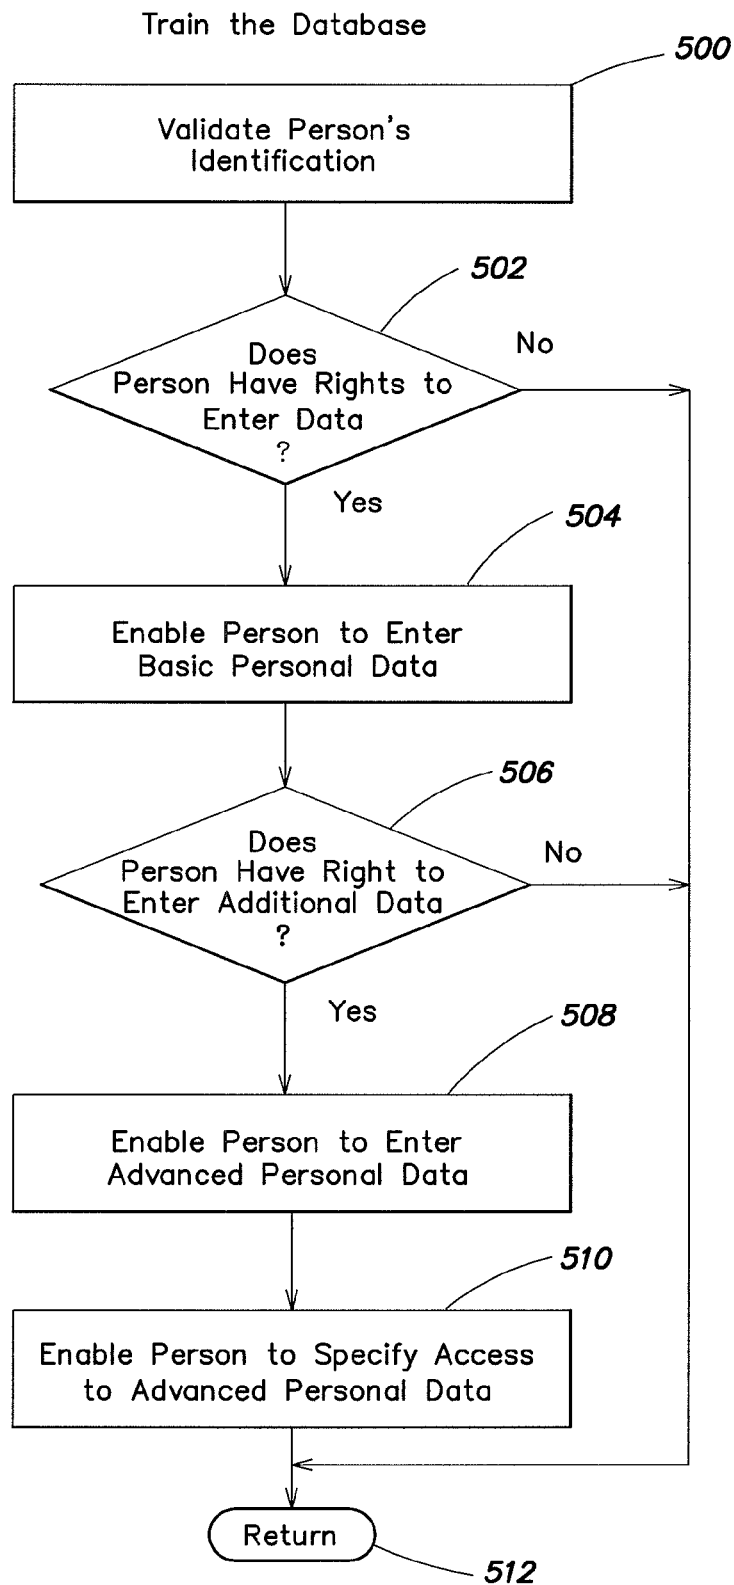 Train the Database
500
Validate Person's
Identification
502
Does
Person Have Rights to
Enter Data
?
No
Yes
504
Enable Person to Enter
Basic Personal Data
506
Does
Person Have Right to
Enter Additional Data
?
No
Yes
508
Enable Person to Enter
Advanced Personal Data
510
Enable Person to Specify Access
to Advanced Personal Data
Return
512